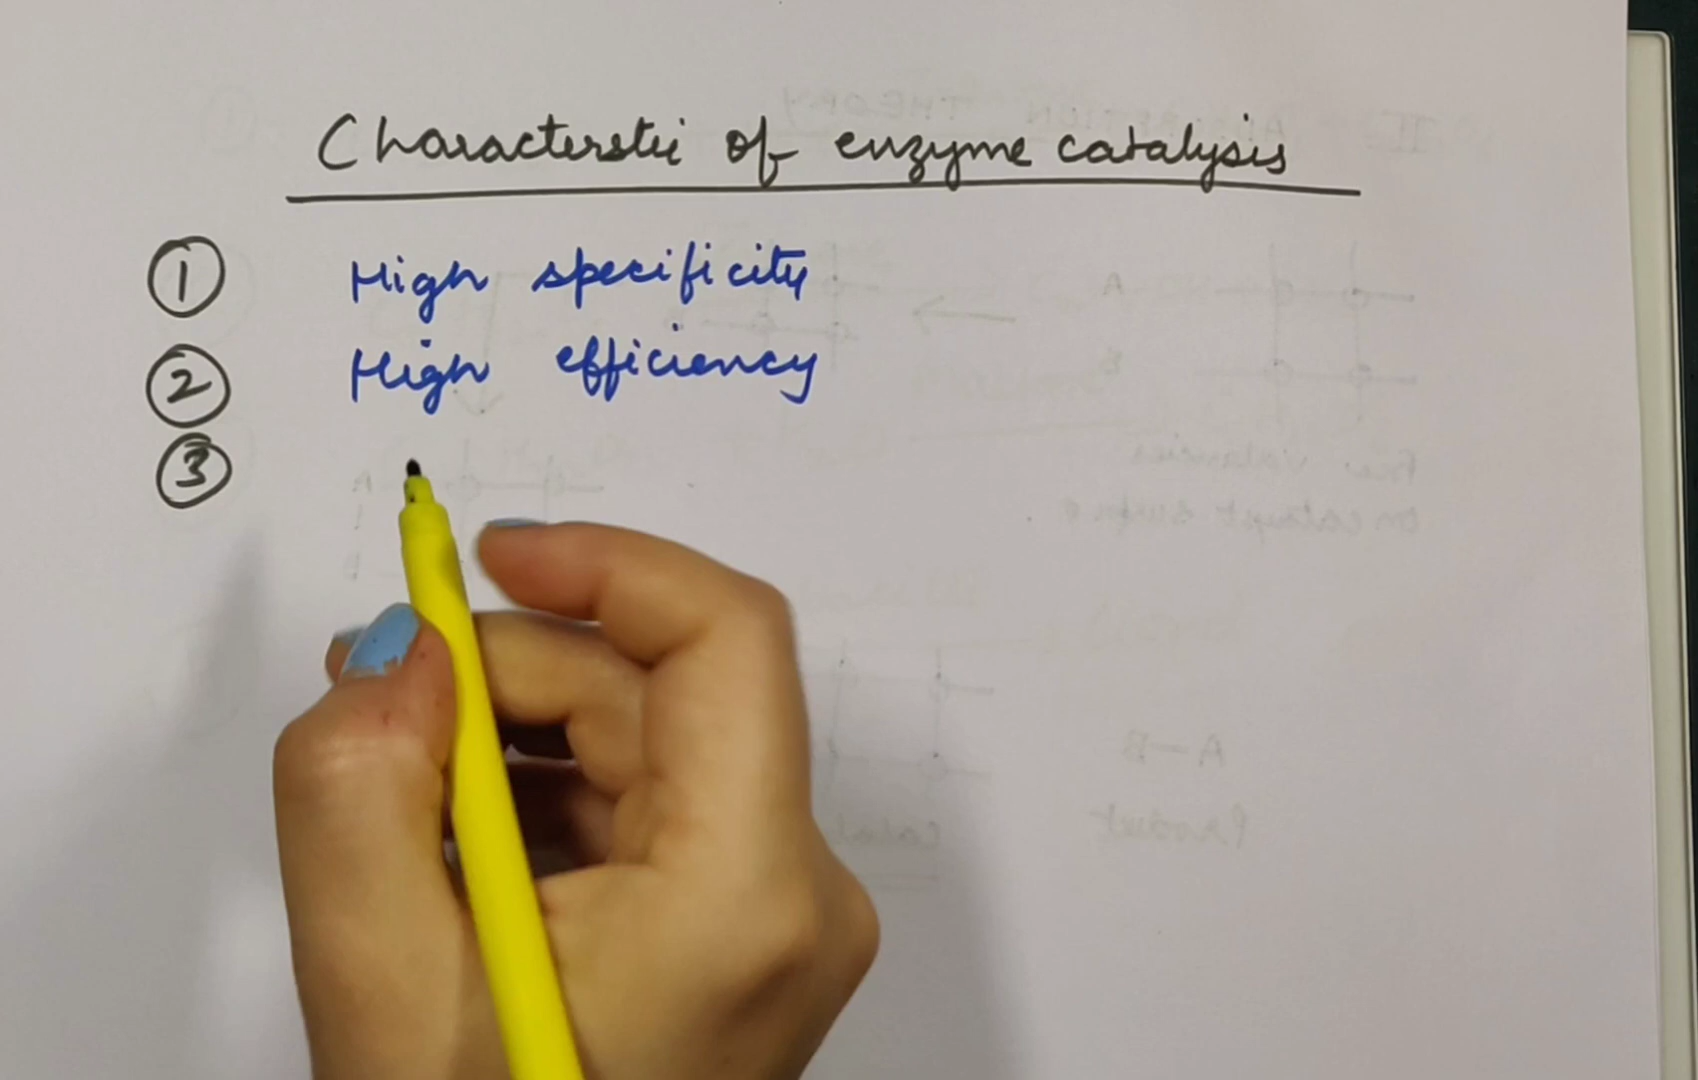 Characterstic of enzyme catalysis
① High specificity
② High efficiency
③